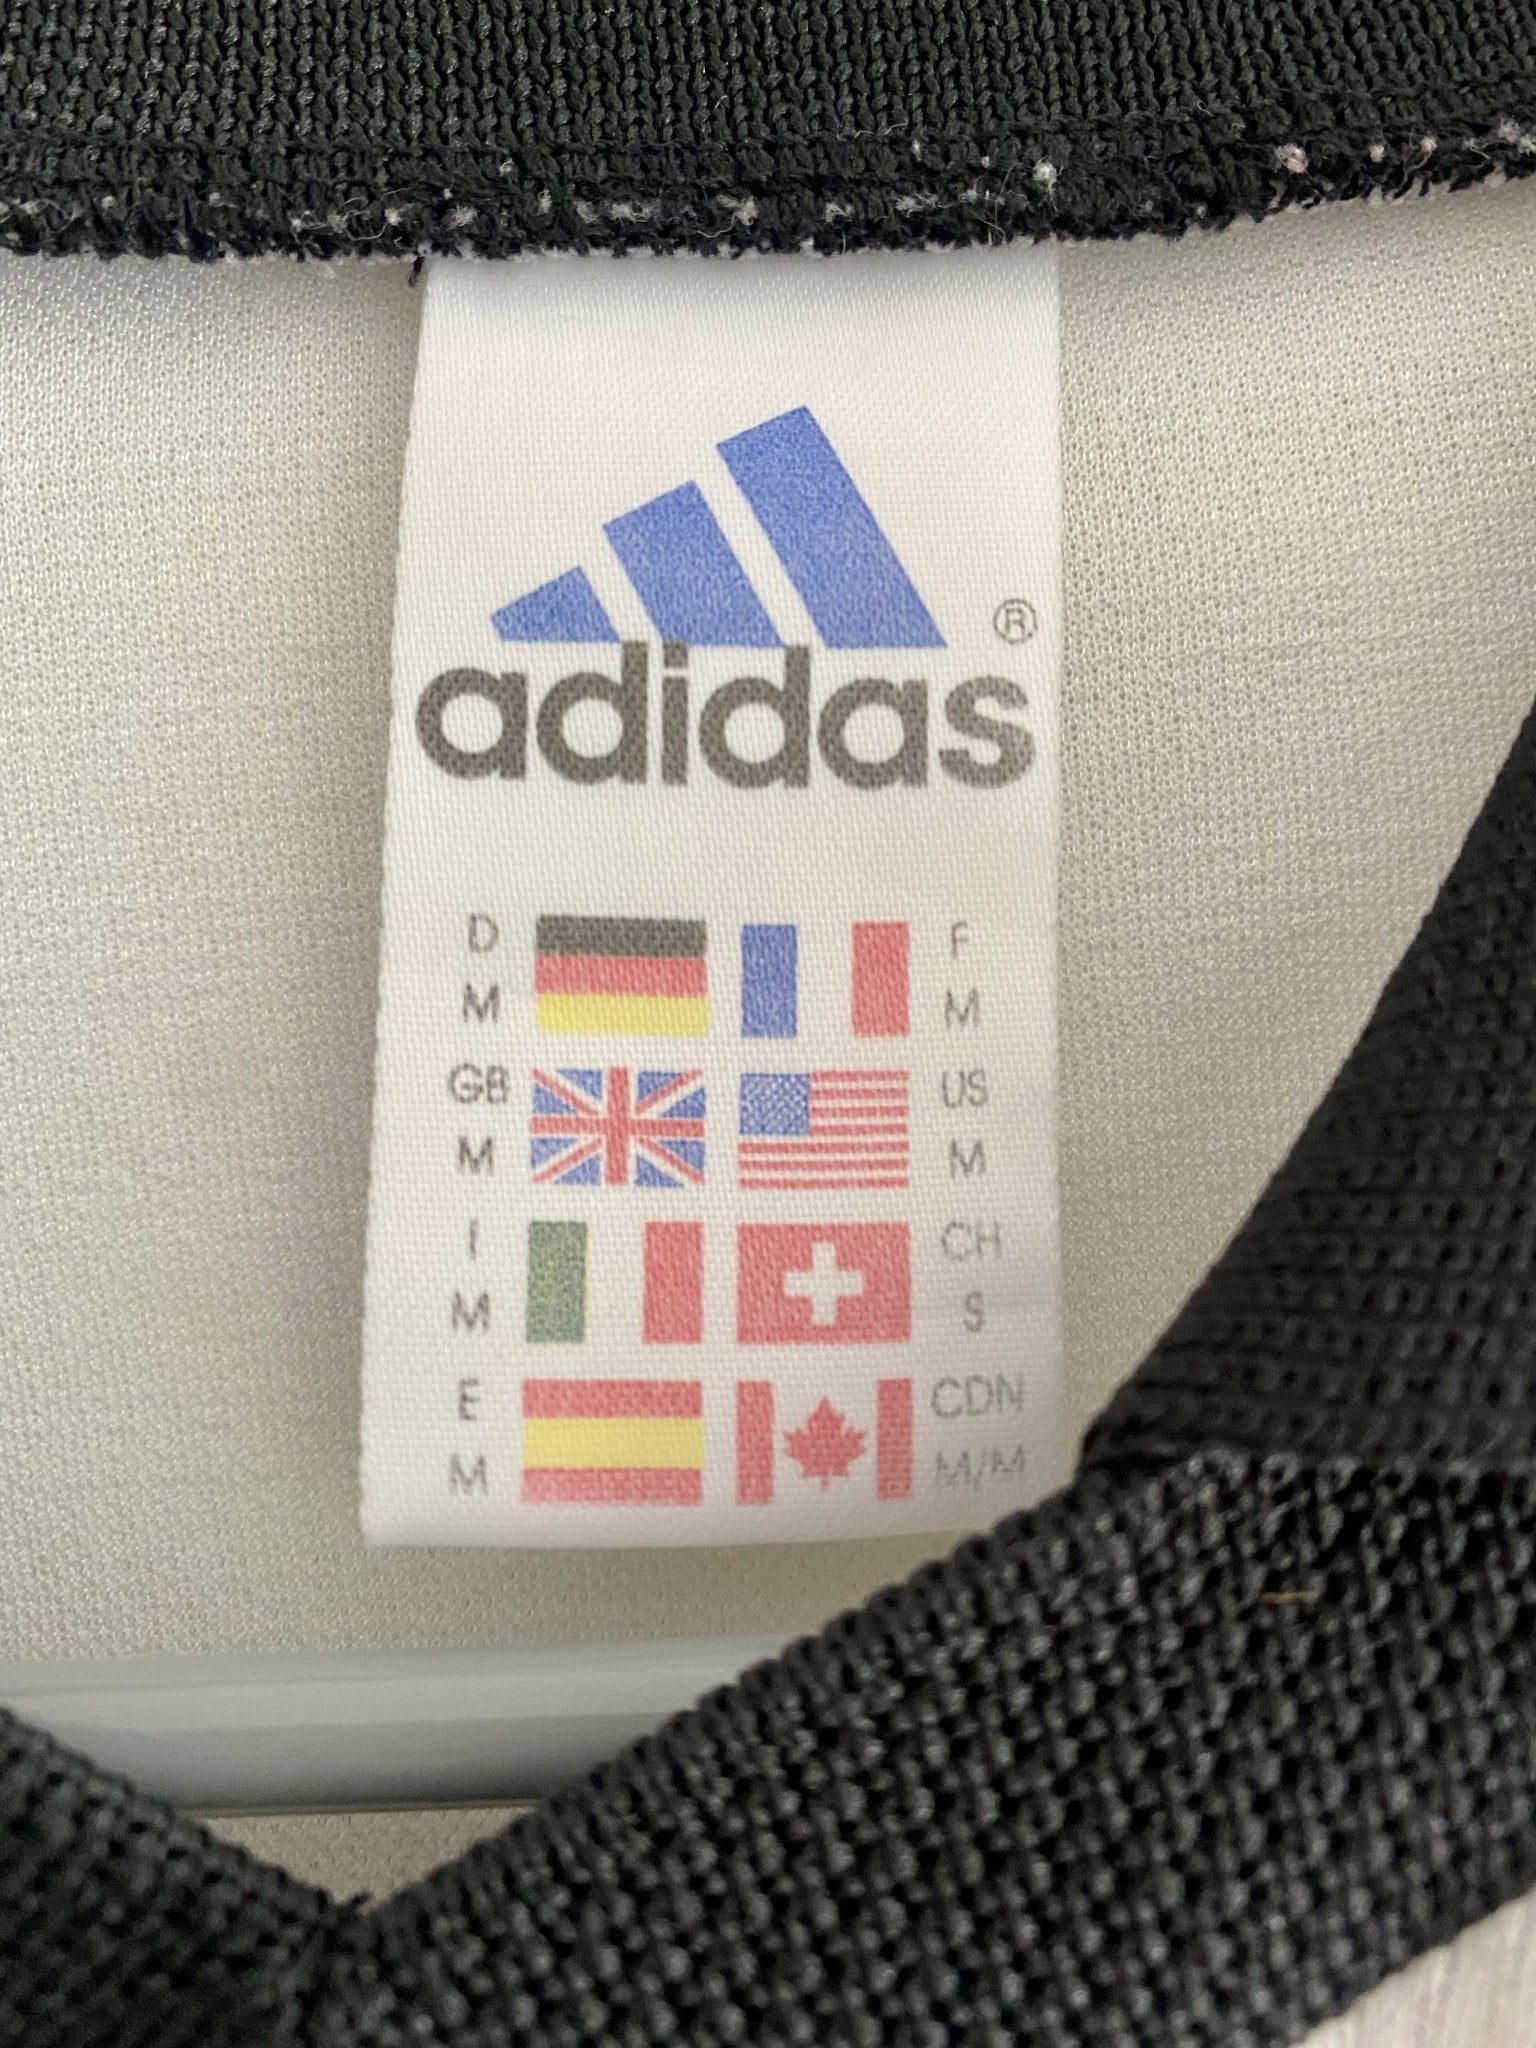 ®
adidas
D F
M M
GB US
M M
I CH
M S
E CDN
M M/M